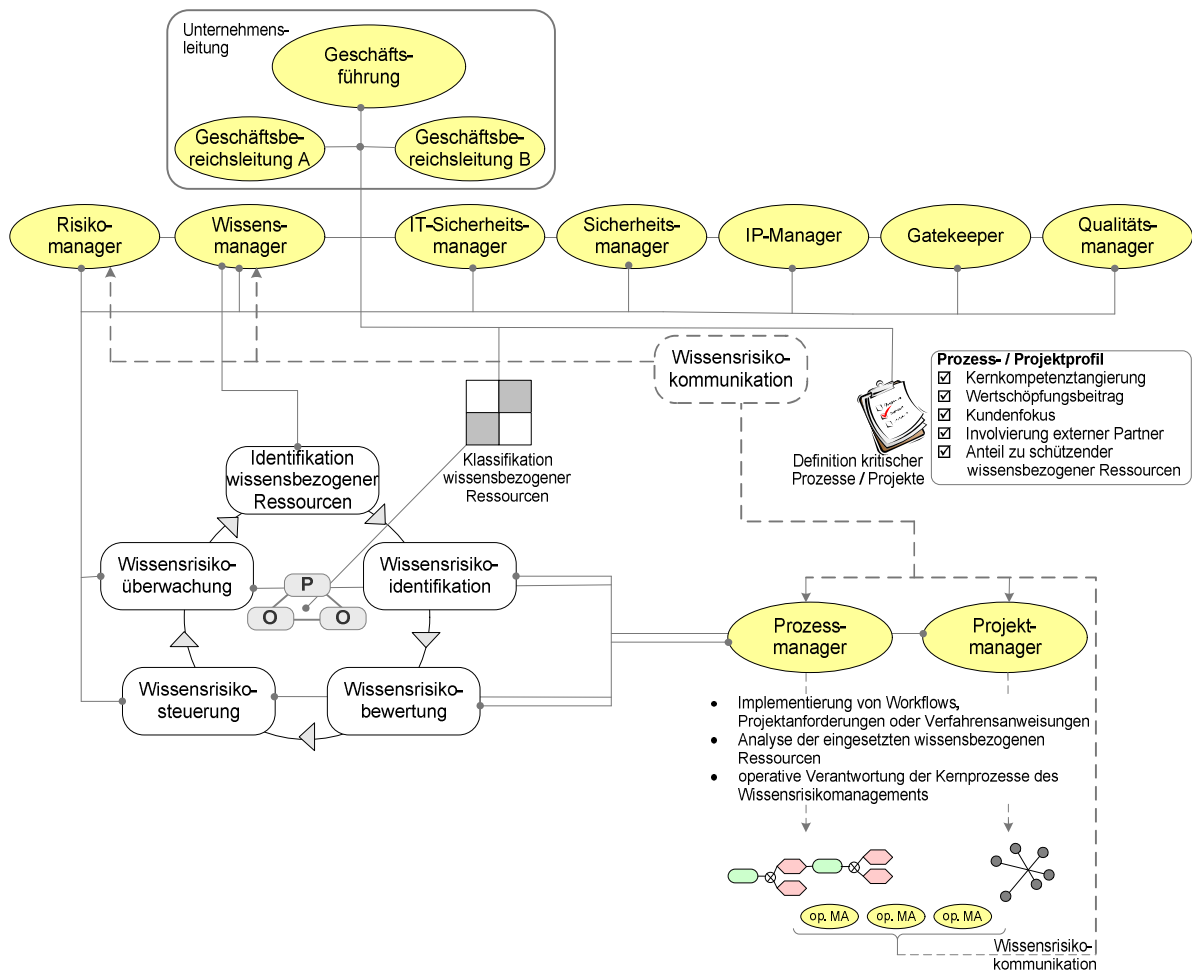 Unternehmens-
leitung
Geschäfts-
führung
Geschäftsbe-
reichsleitung A
Geschäftsbe-
reichsleitung B
Risiko-
manager
Wissens-
manager
IT-Sicherheits-
manager
Sicherheits-
manager
IP-Manager
Gatekeeper
Qualitäts-
manager
Wissensrisiko-
kommunikation
Prozess- / Projektprofil
☑ Kernkompetenztangierung
☑ Wertschöpfungsbeitrag
☑ Kundenfokus
☑ Involvierung externer Partner
☑ Anteil zu schützender
wissensbezogener Ressourcen
Definition kritischer
Prozesse / Projekte
Klassifikation
wissensbezogener
Ressourcen
Identifikation
wissensbezogener
Ressourcen
Wissensrisiko-
überwachung
P
O
O
Wissensrisiko-
identifikation
Wissensrisiko-
steuerung
Wissensrisiko-
bewertung
Prozess-
manager
Projekt-
manager
• Implementierung von Workflows,
Projektanforderungen oder Verfahrensanweisungen
• Analyse der eingesetzten wissensbezogenen
Ressourcen
• operative Verantwortung der Kernprozesse des
Wissensrisikomanagements
op. MA
op. MA
op. MA
Wissensrisiko-
kommunikation